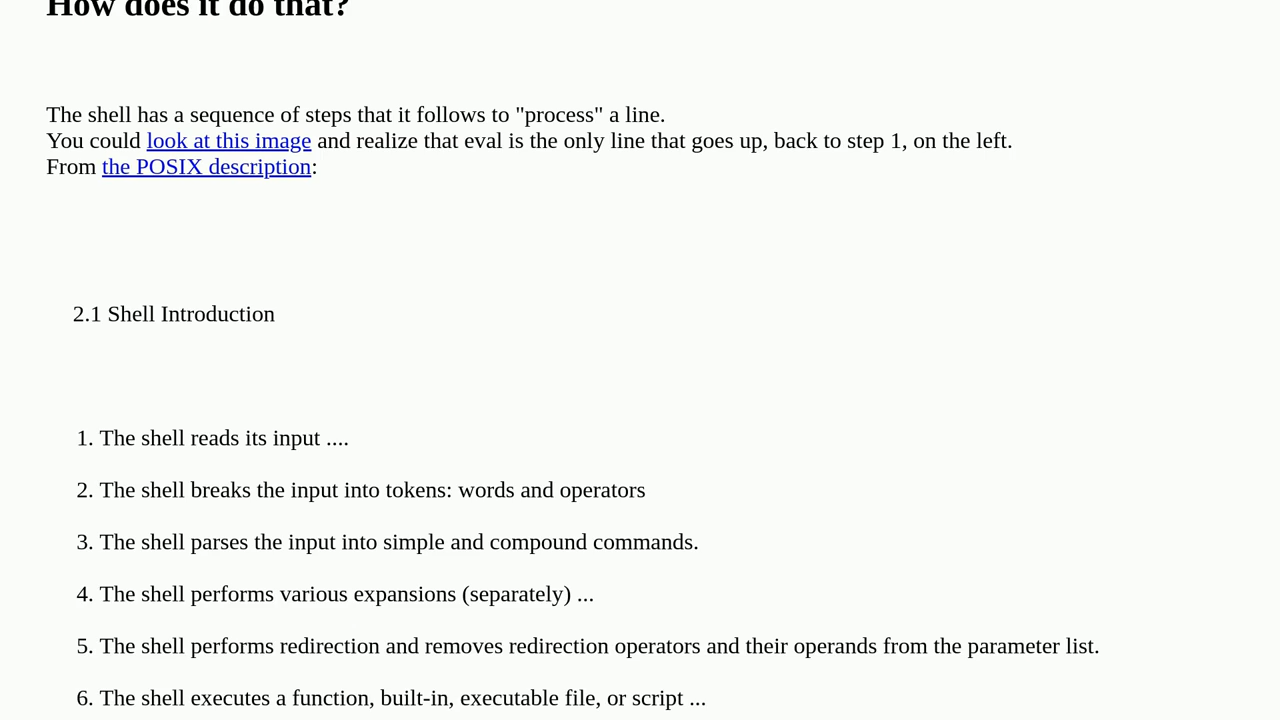 How does it do that?
The shell has a sequence of steps that it follows to "process" a line.
You could look at this image and realize that eval is the only line that goes up, back to step 1, on the left.
From the POSIX description:
2.1 Shell Introduction
1. The shell reads its input ....
2. The shell breaks the input into tokens: words and operators
3. The shell parses the input into simple and compound commands.
4. The shell performs various expansions (separately) ...
5. The shell performs redirection and removes redirection operators and their operands from the parameter list.
6. The shell executes a function, built-in, executable file, or script ...